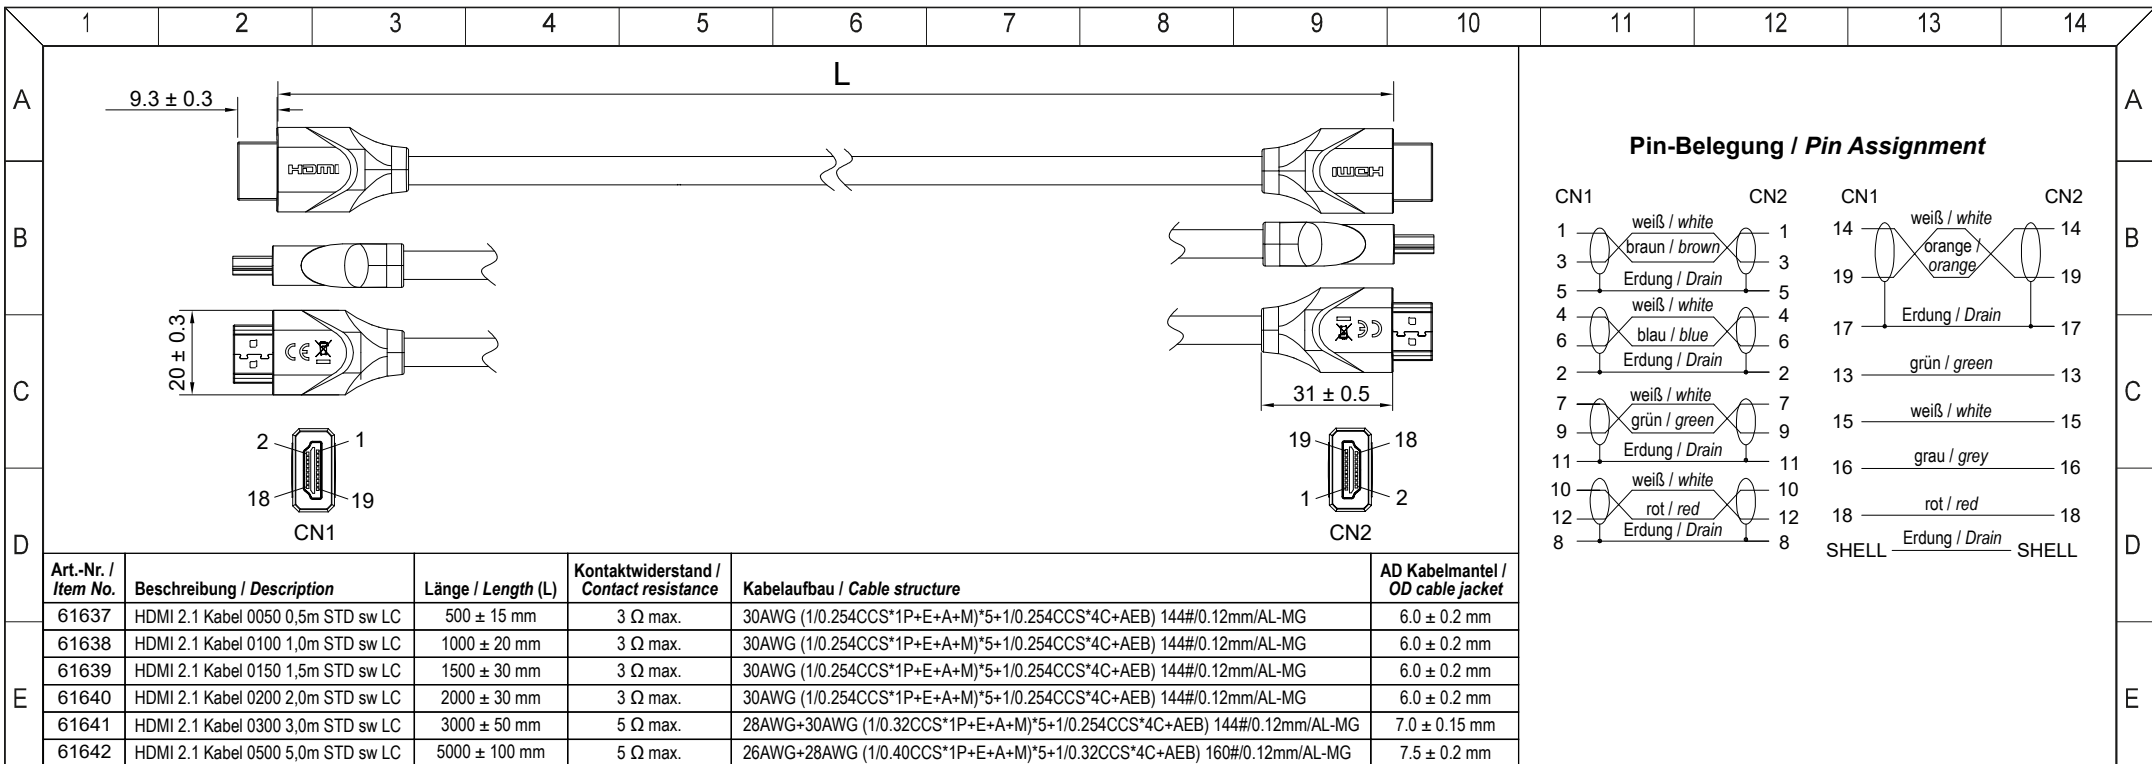 1 2 3 4 5 6 7 8 9 10 11 12 13 14
A
B
C
D
E
A
B
C
D
E
L
9.3 ± 0.3
HDMI
HDMI
20 ± 0.3
CE
CE
31 ± 0.5
2 1
18 19
CN1
19 18
1 2
CN2
Pin-Belegung / Pin Assignment
CN1 CN2
1 weiß / white 1
3 braun / brown 3
5 Erdung / Drain 5
4 weiß / white 4
6 blau / blue 6
2 Erdung / Drain 2
7 weiß / white 7
9 grün / green 9
11 Erdung / Drain 11
10 weiß / white 10
12 rot / red 12
8 Erdung / Drain 8
CN1 CN2
14 weiß / white 14
orange /
orange
19 19
17 Erdung / Drain 17
13 grün / green 13
15 weiß / white 15
16 grau / grey 16
18 rot / red 18
SHELL Erdung / Drain SHELL
Art.-Nr. /
Item No.
Beschreibung / Description
Länge / Length (L)
Kontaktwiderstand /
Contact resistance
Kabelaufbau / Cable structure
AD Kabelmantel /
OD cable jacket
61637 HDMI 2.1 Kabel 0050 0,5m STD sw LC 500 ± 15 mm 3 Ω max. 30AWG (1/0.254CCS*1P+E+A+M)*5+1/0.254CCS*4C+AEB) 144#/0.12mm/AL-MG 6.0 ± 0.2 mm
61638 HDMI 2.1 Kabel 0100 1,0m STD sw LC 1000 ± 20 mm 3 Ω max. 30AWG (1/0.254CCS*1P+E+A+M)*5+1/0.254CCS*4C+AEB) 144#/0.12mm/AL-MG 6.0 ± 0.2 mm
61639 HDMI 2.1 Kabel 0150 1,5m STD sw LC 1500 ± 30 mm 3 Ω max. 30AWG (1/0.254CCS*1P+E+A+M)*5+1/0.254CCS*4C+AEB) 144#/0.12mm/AL-MG 6.0 ± 0.2 mm
61640 HDMI 2.1 Kabel 0200 2,0m STD sw LC 2000 ± 30 mm 3 Ω max. 30AWG (1/0.254CCS*1P+E+A+M)*5+1/0.254CCS*4C+AEB) 144#/0.12mm/AL-MG 6.0 ± 0.2 mm
61641 HDMI 2.1 Kabel 0300 3,0m STD sw LC 3000 ± 50 mm 5 Ω max. 28AWG+30AWG (1/0.32CCS*1P+E+A+M)*5+1/0.254CCS*4C+AEB) 144#/0.12mm/AL-MG 7.0 ± 0.15 mm
61642 HDMI 2.1 Kabel 0500 5,0m STD sw LC 5000 ± 100 mm 5 Ω max. 26AWG+28AWG (1/0.40CCS*1P+E+A+M)*5+1/0.32CCS*4C+AEB) 160#/0.12mm/AL-MG 7.5 ± 0.2 mm